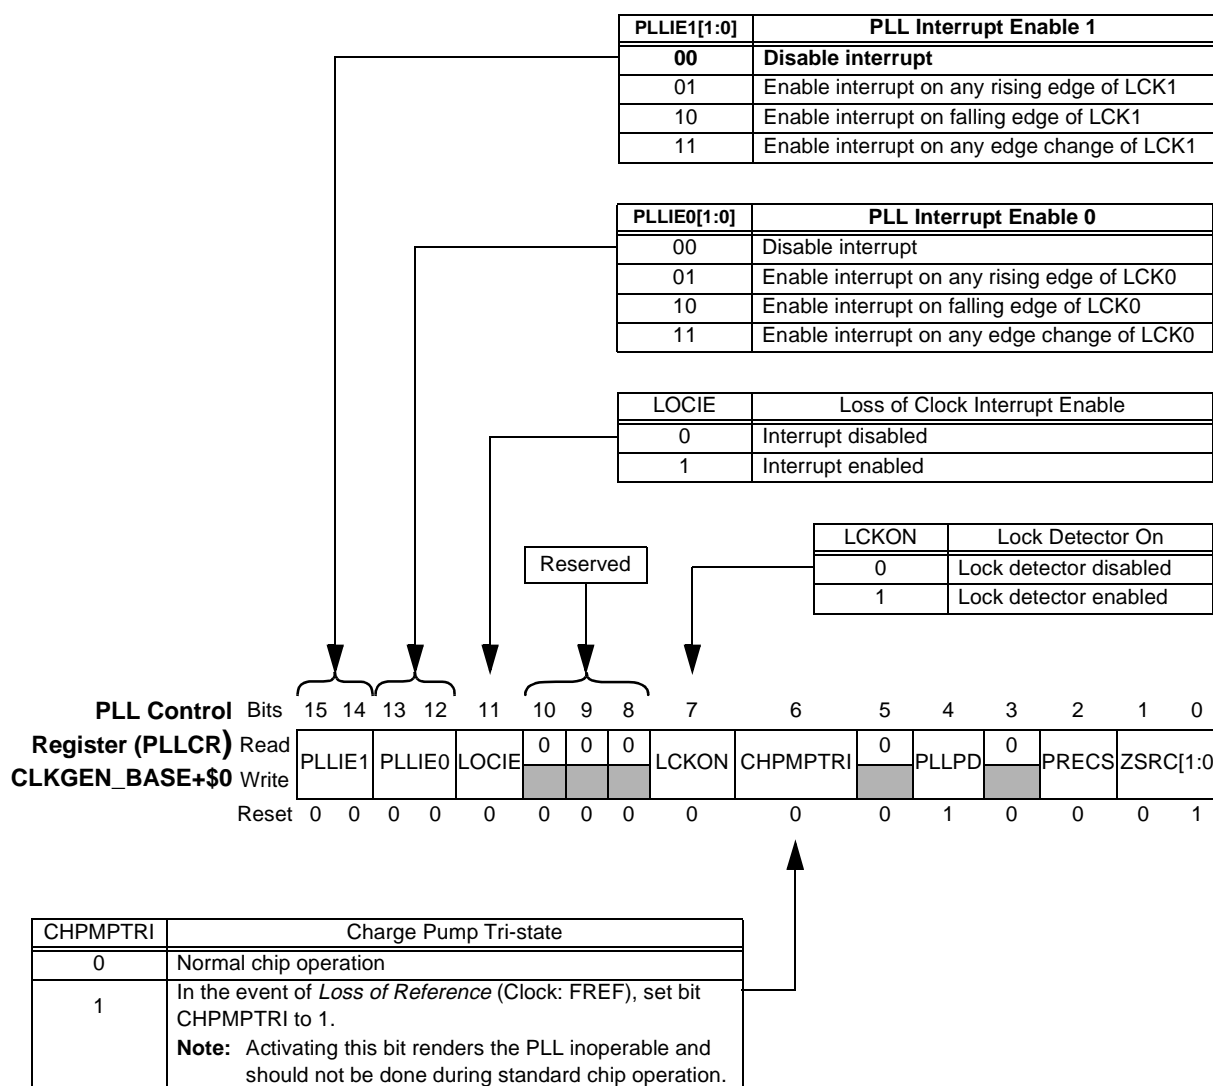 PLLIE1[1:0] PLL Interrupt Enable 1
00 Disable interrupt
01 Enable interrupt on any rising edge of LCK1
10 Enable interrupt on falling edge of LCK1
11 Enable interrupt on any edge change of LCK1
PLLIE0[1:0] PLL Interrupt Enable 0
00 Disable interrupt
01 Enable interrupt on any rising edge of LCK0
10 Enable interrupt on falling edge of LCK0
11 Enable interrupt on any edge change of LCK0
LOCIE Loss of Clock Interrupt Enable
0 Interrupt disabled
1 Interrupt enabled
LCKON Lock Detector On
0 Lock detector disabled
1 Lock detector enabled
Reserved
PLL Control Bits 15 14 13 12 11 10 9 8 7 6 5 4 3 2 1 0
Register (PLLCR) Read 0 0 0 0 0
PLLIE1 PLLIE0 LOCIE LCKON CHPMPTRI PLLPD PRECS ZSRC[1:0
CLKGEN_BASE+$0 Write
Reset 0 0 0 0 0 0 0 0 0 0 0 1 0 0 0 1
CHPMPTRI Charge Pump Tri-state
0 Normal chip operation
1 In the event of Loss of Reference (Clock: FREF), set bit
CHPMPTRI to 1.
Note: Activating this bit renders the PLL inoperable and
should not be done during standard chip operation.